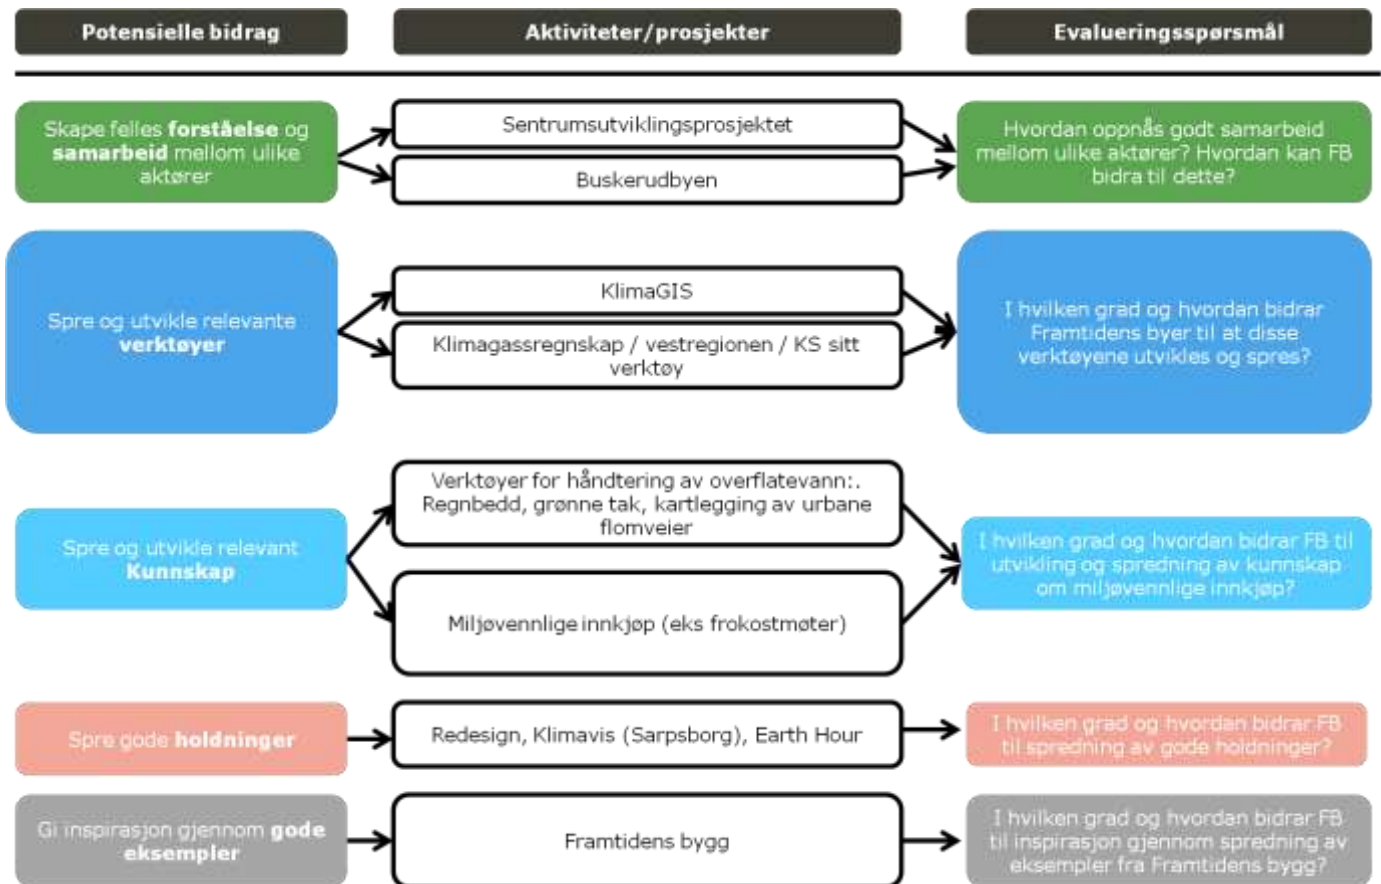 Potensielle bidrag
Aktiviteter/prosjekter
Evalueringsspørsmål
Skape felles forståelse og
samarbeid mellom ulike
aktører
Sentrumsutviklingsprosjektet
Buskerudbyen
Hvordan oppnås godt samarbeid
mellom ulike aktører? Hvordan kan FB
bidra til dette?
Spre og utvikle relevante
verktøyer
KlimaGIS
Klimagassregnskap / vestregionen / KS sitt
verktøy
I hvilken grad og hvordan bidrar
Framtidens byer til at disse
verktøyene utvikles og spres?
Spre og utvikle relevant
Kunnskap
Verktøyer for håndtering av overflatevann:.
Regnbedd, grønne tak, kartlegging av urbane
flomveier
Miljøvennlige innkjøp (eks frokostmøter)
I hvilken grad og hvordan bidrar FB til
utvikling og spredning av kunnskap
om miljøvennlige innkjøp?
Spre gode holdninger
Redesign, Klimavis (Sarpsborg), Earth Hour
I hvilken grad og hvordan bidrar FB
til spredning av gode holdninger?
Gi inspirasjon gjennom gode
eksempler
Framtidens bygg
I hvilken grad og hvordan bidrar FB
til inspirasjon gjennom spredning av
eksempler fra Framtidens bygg?